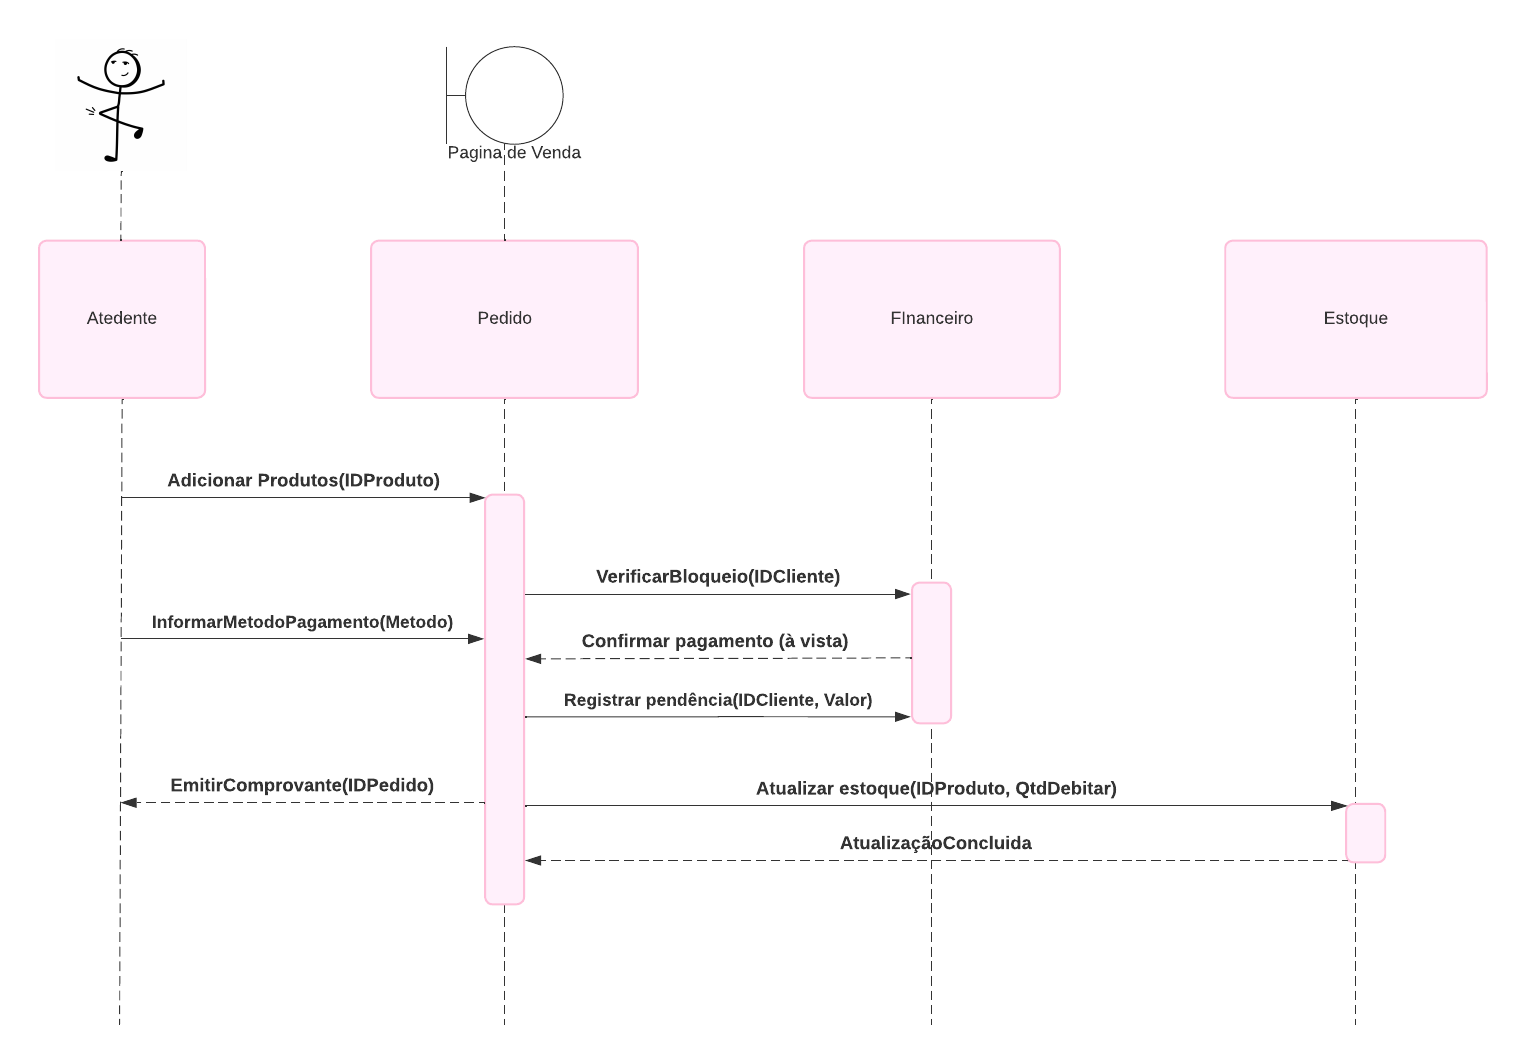 Pagina de Venda
Atedente
Pedido
FInanceiro
Estoque
Adicionar Produtos(IDProduto)
VerificarBloqueio(IDCliente)
InformarMetodoPagamento(Metodo)
Confirmar pagamento (à vista)
Registrar pendência(IDCliente, Valor)
EmitirComprovante(IDPedido)
Atualizar estoque(IDProduto, QtdDebitar)
AtualizaçãoConcluida